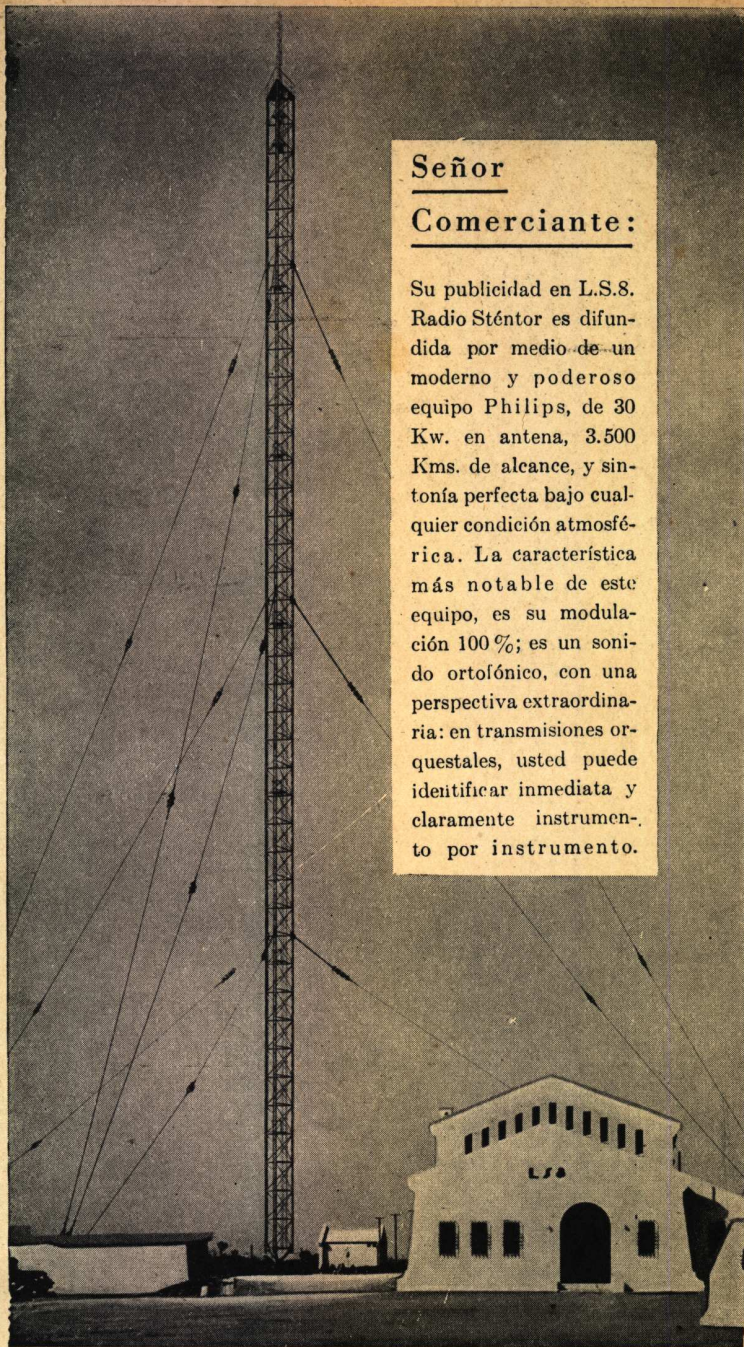 Señor
Comerciante:
Su publicidad en L.S.8.
Radio Sténtor es difun-
dida por medio de un
moderno y poderoso
equipo Philips, de 30
Kw. en antena, 3.500
Kms. de alcance, y sin-
tonía perfecta bajo cual-
quier condición atmosfé-
rica. La característica
más notable de este
equipo, es su modula-
ción 100%; es un soni-
do ortofónico, con una
perspectiva extraordina-
ria: en transmisiones or-
questales, usted puede
identificar inmediata y
claramente instrumen-
to por instrumento.
LS8